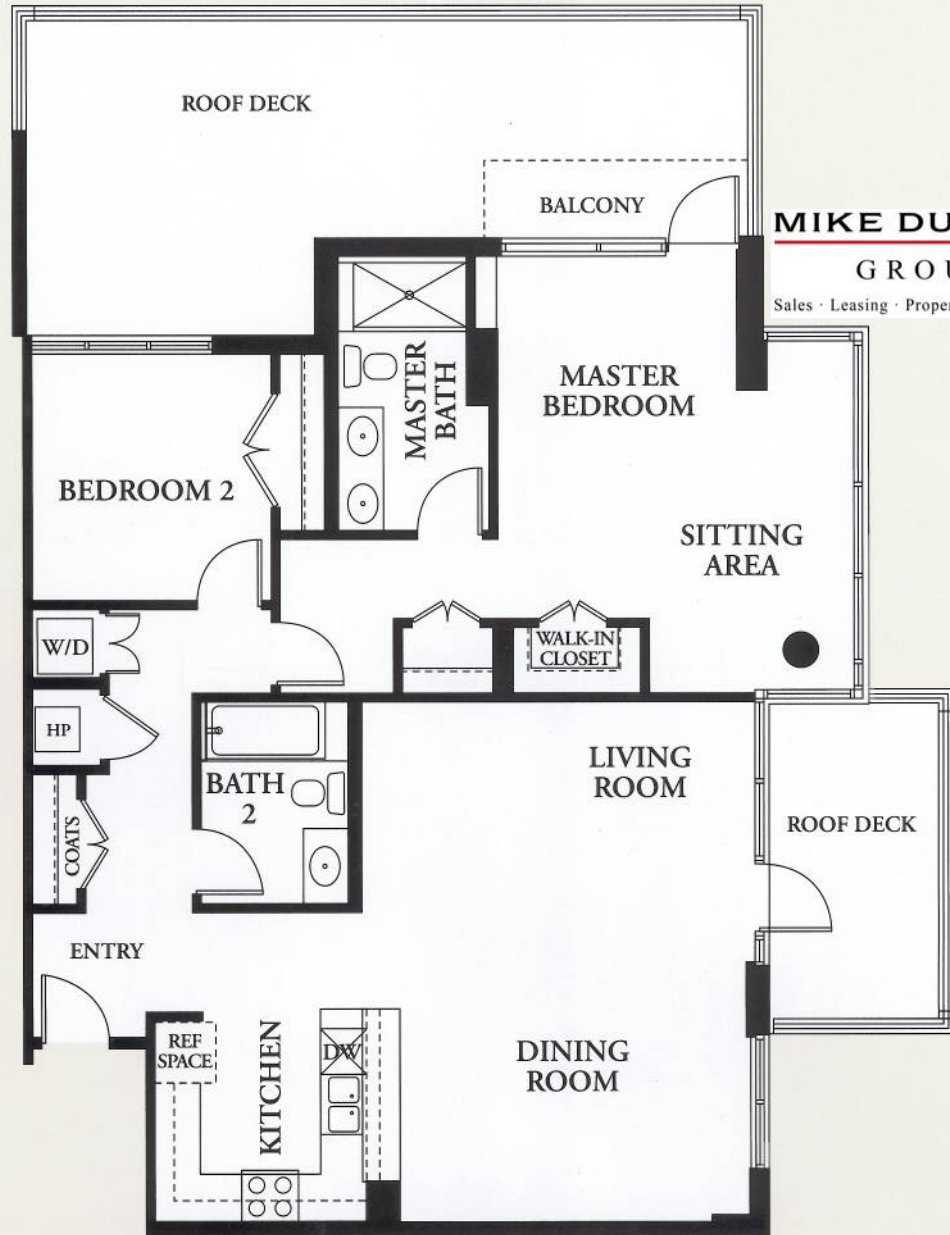 ROOF DECK
BALCONY
MIKE DU
GROU
Sales · Leasing · Proper
MASTER
BATH
MASTER
BEDROOM
BEDROOM 2
SITTING
AREA
W/D
WALK-IN
CLOSET
HP
BATH
2
LIVING
ROOM
COATS
ROOF DECK
ENTRY
REF
SPACE
KITCHEN
DW
DINING
ROOM